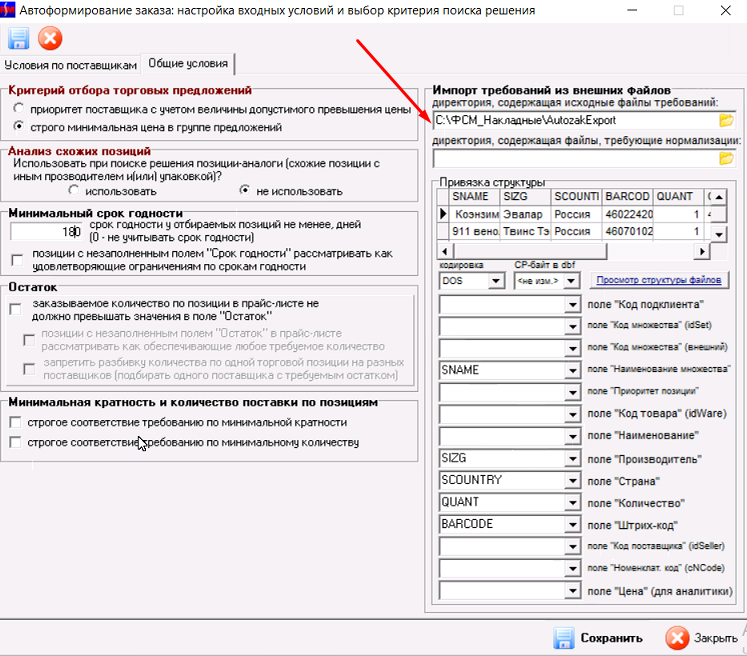 Автоформирование заказа: настройка входных условий и выбор критерия поиска решения
Условия по поставщикам
Общие условия
Критерий отбора торговых предложений
приоритет поставщика с учетом величины допустимого превышения цены
строго минимальная цена в группе предложений
Анализ схожих позиций
Использовать при поиске решения позиции-аналоги (схожие позиции с
иным прозводителем и(или) упаковкой)?
использовать
не использовать
Минимальный срок годности
180
срок годности у отбираемых позиций не менее, дней
(0 - не учитывать срок годности)
позиции с незаполненым полем "Срок годности" рассматривать как
удовлетворяющие ограничениям по срокам годности
Остаток
заказываемое количество по позиции в прайс-листе не
должно превышать значения в поле "Остаток"
позиции с незаполненным полем "Остаток" в прайс-листе
рассматривать как обеспечивающие любое требуемое количество
запретить разбивку количества по одной торговой позиции на разных
поставщиков (подбирать одного поставщика с требуемым остатком)
Минимальная кратность и количество поставки по позициям
строгое соответствие требованию по минимальной кратности
строгое соответствие требованию по минимальному количеству
Импорт требований из внешних файлов
директория, содержащая исходные файлы требований:
C:\ФСМ_Накладные\AutozakExport
директория, содержащая файлы, требующие нормализации:
Привязка структуры
SNAME SIZG SCOUNTI BARCOD QUANT
Коэнзим Эвалар Россия 46022420 1 4
911 вено. Твинс Тэ Россия 46070102 1
кодировка CP-байт в dbf
DOS <не изм.> Просмотр структуры файлов
поле "Код подклиента"
поле "Код множества" (idSet)
поле "Код множества" (внешний)
SNAME поле "Наименование множества"
поле "Приоритет позиции"
поле "Код товара" (idWare)
поле "Наименование"
SIZG поле "Производитель"
SCOUNTRY поле "Страна"
QUANT поле "Количество"
BARCODE поле "Штрих-код"
поле "Код поставщика" (idSeller)
поле "Номенклат. код" (cNCode)
поле "Цена" (для аналитики)
Сохранить Закрыть